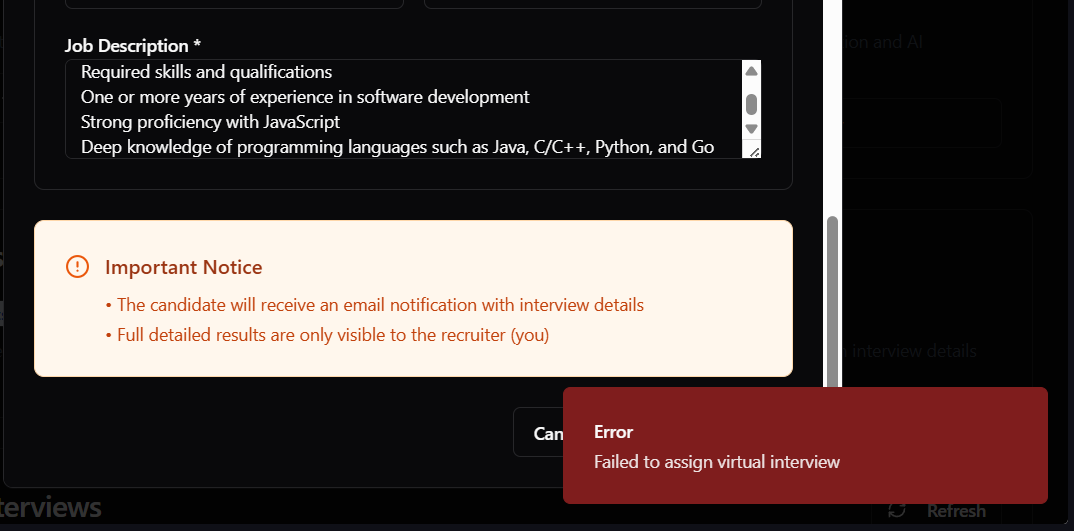 Job Description *
Required skills and qualifications
One or more years of experience in software development
Strong proficiency with JavaScript
Deep knowledge of programming languages such as Java, C/C++, Python, and Go
Important Notice
• The candidate will receive an email notification with interview details
• Full detailed results are only visible to the recruiter (you)
Can
Error
Failed to assign virtual interview
and AI
interview details
terviews
Refresh